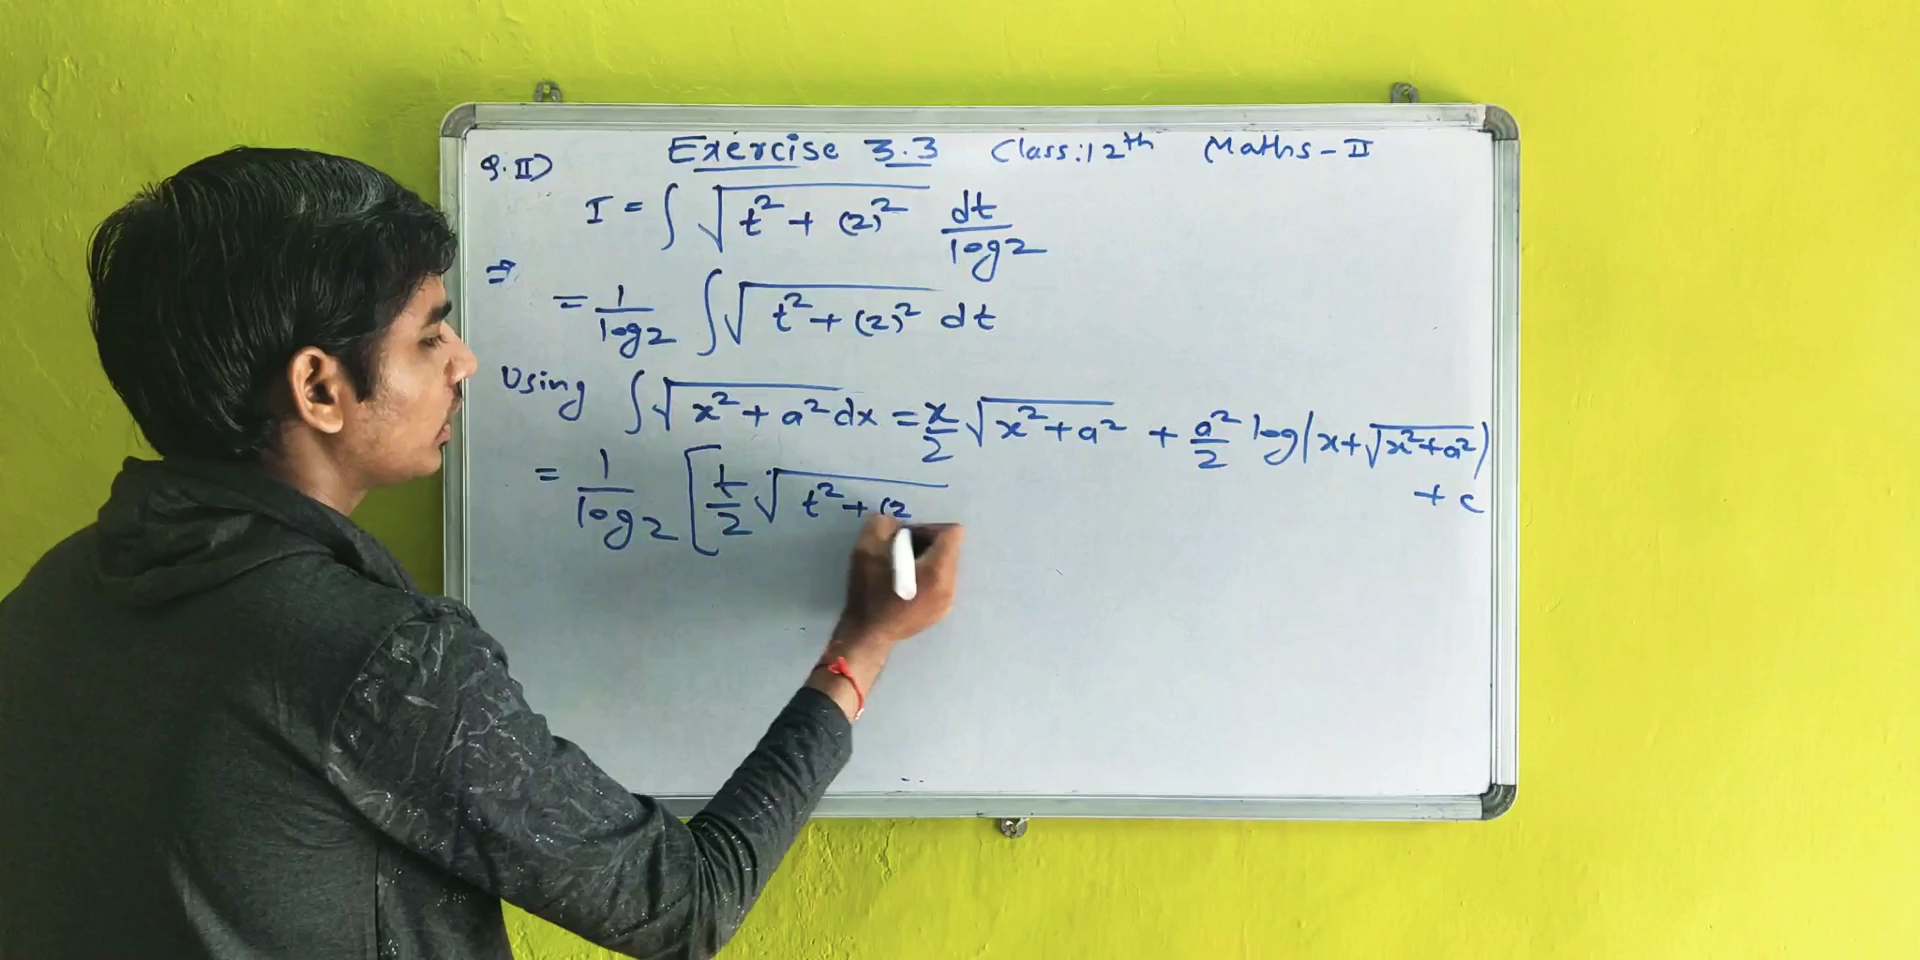 Exercise 3.3 Class:12th Maths-II
Q.II)
I = ∫ √(t² + (2)²) dt/log2
⇒
= 1/log2 ∫ √(t² + (2)²) dt
Using ∫ √(x² + a²) dx = x/2 √(x² + a²) + a²/2 log|x + √(x² + a²)|
+ c
= 1/log2 [ t/2 √(t² + (2